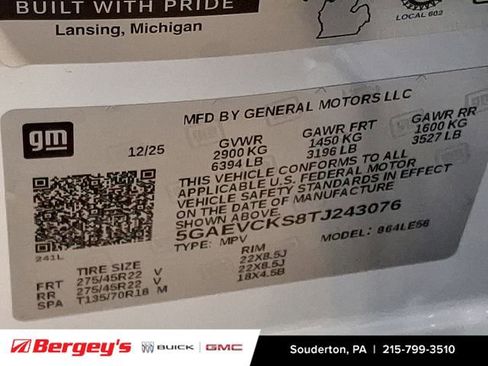 BUILT WITH PRIDE
Lansing, Michigan
LOCAL 602
gm
MFD BY GENERAL MOTORS LLC
12/25
GVWR GAWR FRT GAWR RR
2900 KG 1450 KG 1600 KG
6394 LB 3196 LB 3527 LB
THIS VEHICLE CONFORMS TO ALL
APPLICABLE U.S. FEDERAL MOTOR
VEHICLE SAFETY STANDARDS IN EFFECT
ON THE DATE OF MANUFACTURE
5GAEVCKS8TJ243076
TYPE: MPV MODEL: 864LE56
241L
TIRE SIZE RIM
FRT 275/45R22 V 22X8.5J
RR 275/45R22 V 22X8.5J
SPA T135/70R18 M 18X4.5B
Bergey's BUICK GMC Souderton, PA | 215-799-3510